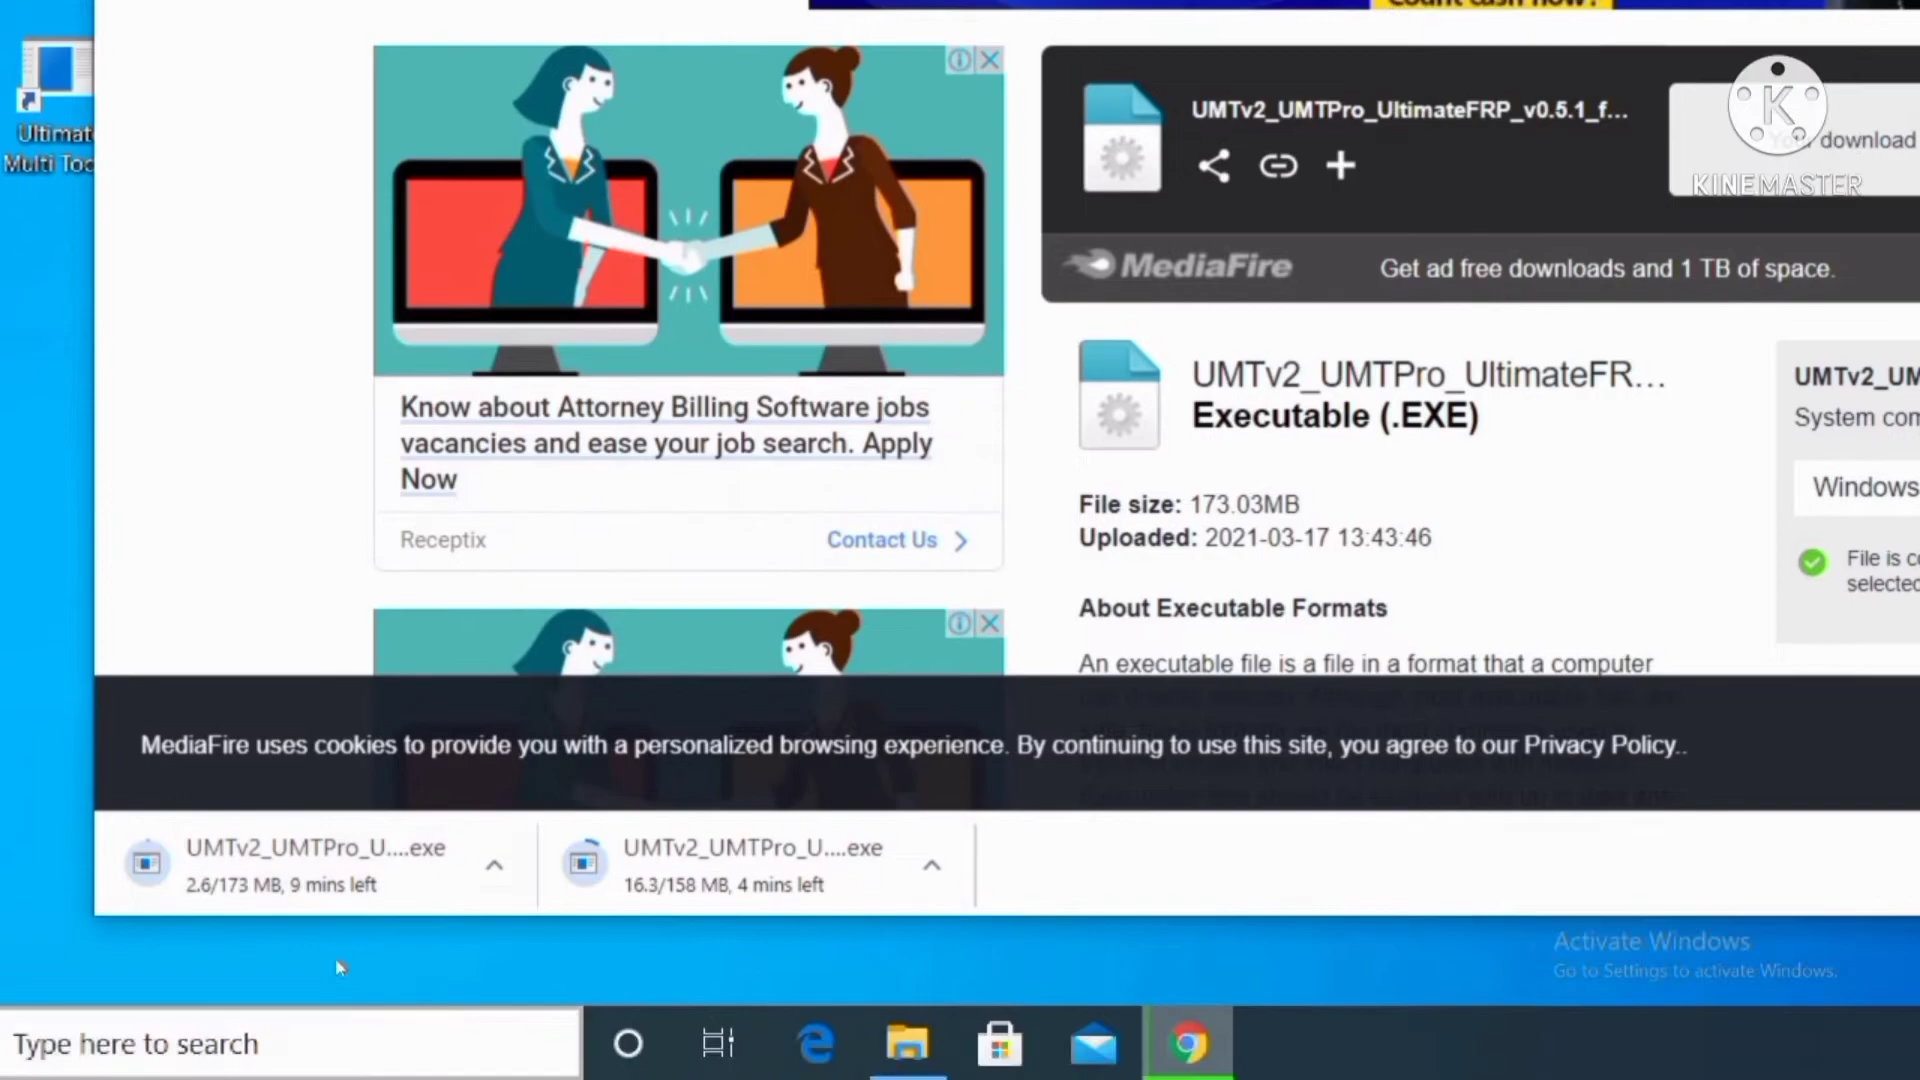 Count cash now!
Ultimat
Multi Too
UMTv2_UMTPro_UltimateFRP_v0.5.1_f...
Your download
KINEMASTER
MediaFire
Get ad free downloads and 1 TB of space.
Know about Attorney Billing Software jobs
vacancies and ease your job search. Apply
Now
Receptix
Contact Us
UMTv2_UMTPro_UltimateFR...
Executable (.EXE)
File size: 173.03MB
Uploaded: 2021-03-17 13:43:46
About Executable Formats
An executable file is a file in a format that a computer
UMTv2_UM
System com
Windows
File is co
selected
MediaFire uses cookies to provide you with a personalized browsing experience. By continuing to use this site, you agree to our Privacy Policy..
UMTv2_UMTPro_U....exe
2.6/173 MB, 9 mins left
UMTv2_UMTPro_U....exe
16.3/158 MB, 4 mins left
Activate Windows
Go to Settings to activate Windows.
Type here to search